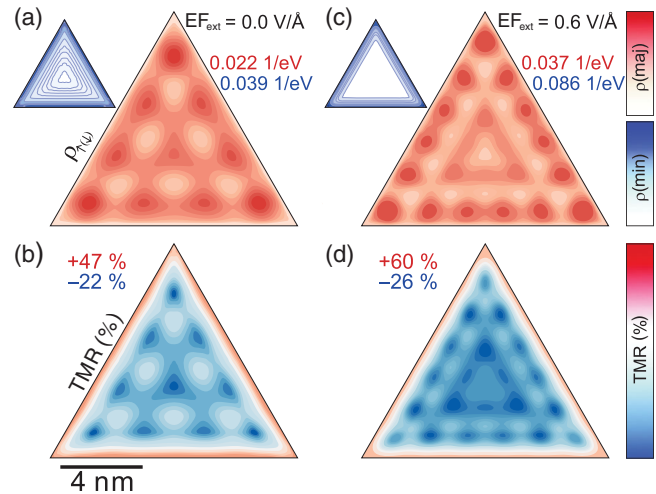 (a)
EF_ext = 0.0 V/Å
0.022 1/eV
0.039 1/eV
ρ↑(↓)
(c)
EF_ext = 0.6 V/Å
0.037 1/eV
0.086 1/eV
ρ(maj)
ρ(min)
(b)
+47 %
−22 %
TMR (%)
4 nm
(d)
+60 %
−26 %
TMR (%)